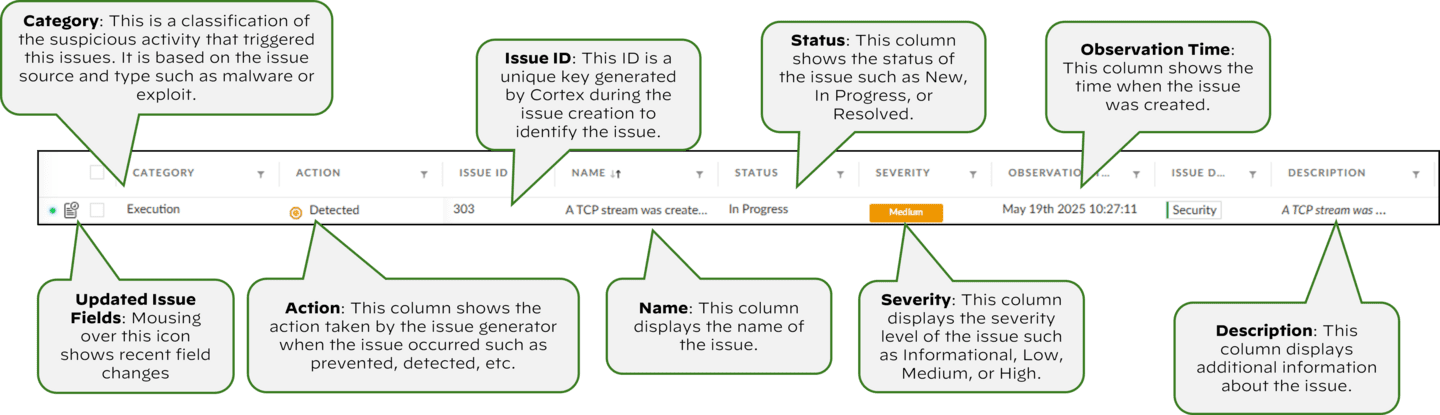 Category: This is a classification of
the suspicious activity that triggered
this issues. It is based on the issue
source and type such as malware or
exploit.
Issue ID: This ID is a
unique key generated
by Cortex during the
issue creation to
identify the issue.
Status: This column
shows the status of
the issue such as New,
In Progress, or
Resolved.
Observation Time:
This column shows the
time when the issue
was created.
CATEGORY ACTION ISSUE ID NAME STATUS SEVERITY OBSERVATIO T... ISSUE D... DESCRIPTION
Execution Detected 303 A TCP stream was create... In Progress Medium May 19th 2025 10:27:11 Security A TCP stream was ...
Updated Issue
Fields: Mousing
over this icon
shows recent field
changes
Action: This column shows the
action taken by the issue generator
when the issue occurred such as
prevented, detected, etc.
Name: This column
displays the name of
the issue.
Severity: This column
displays the severity
level of the issue such
as Informational, Low,
Medium, or High.
Description: This
column displays
additional information
about the issue.